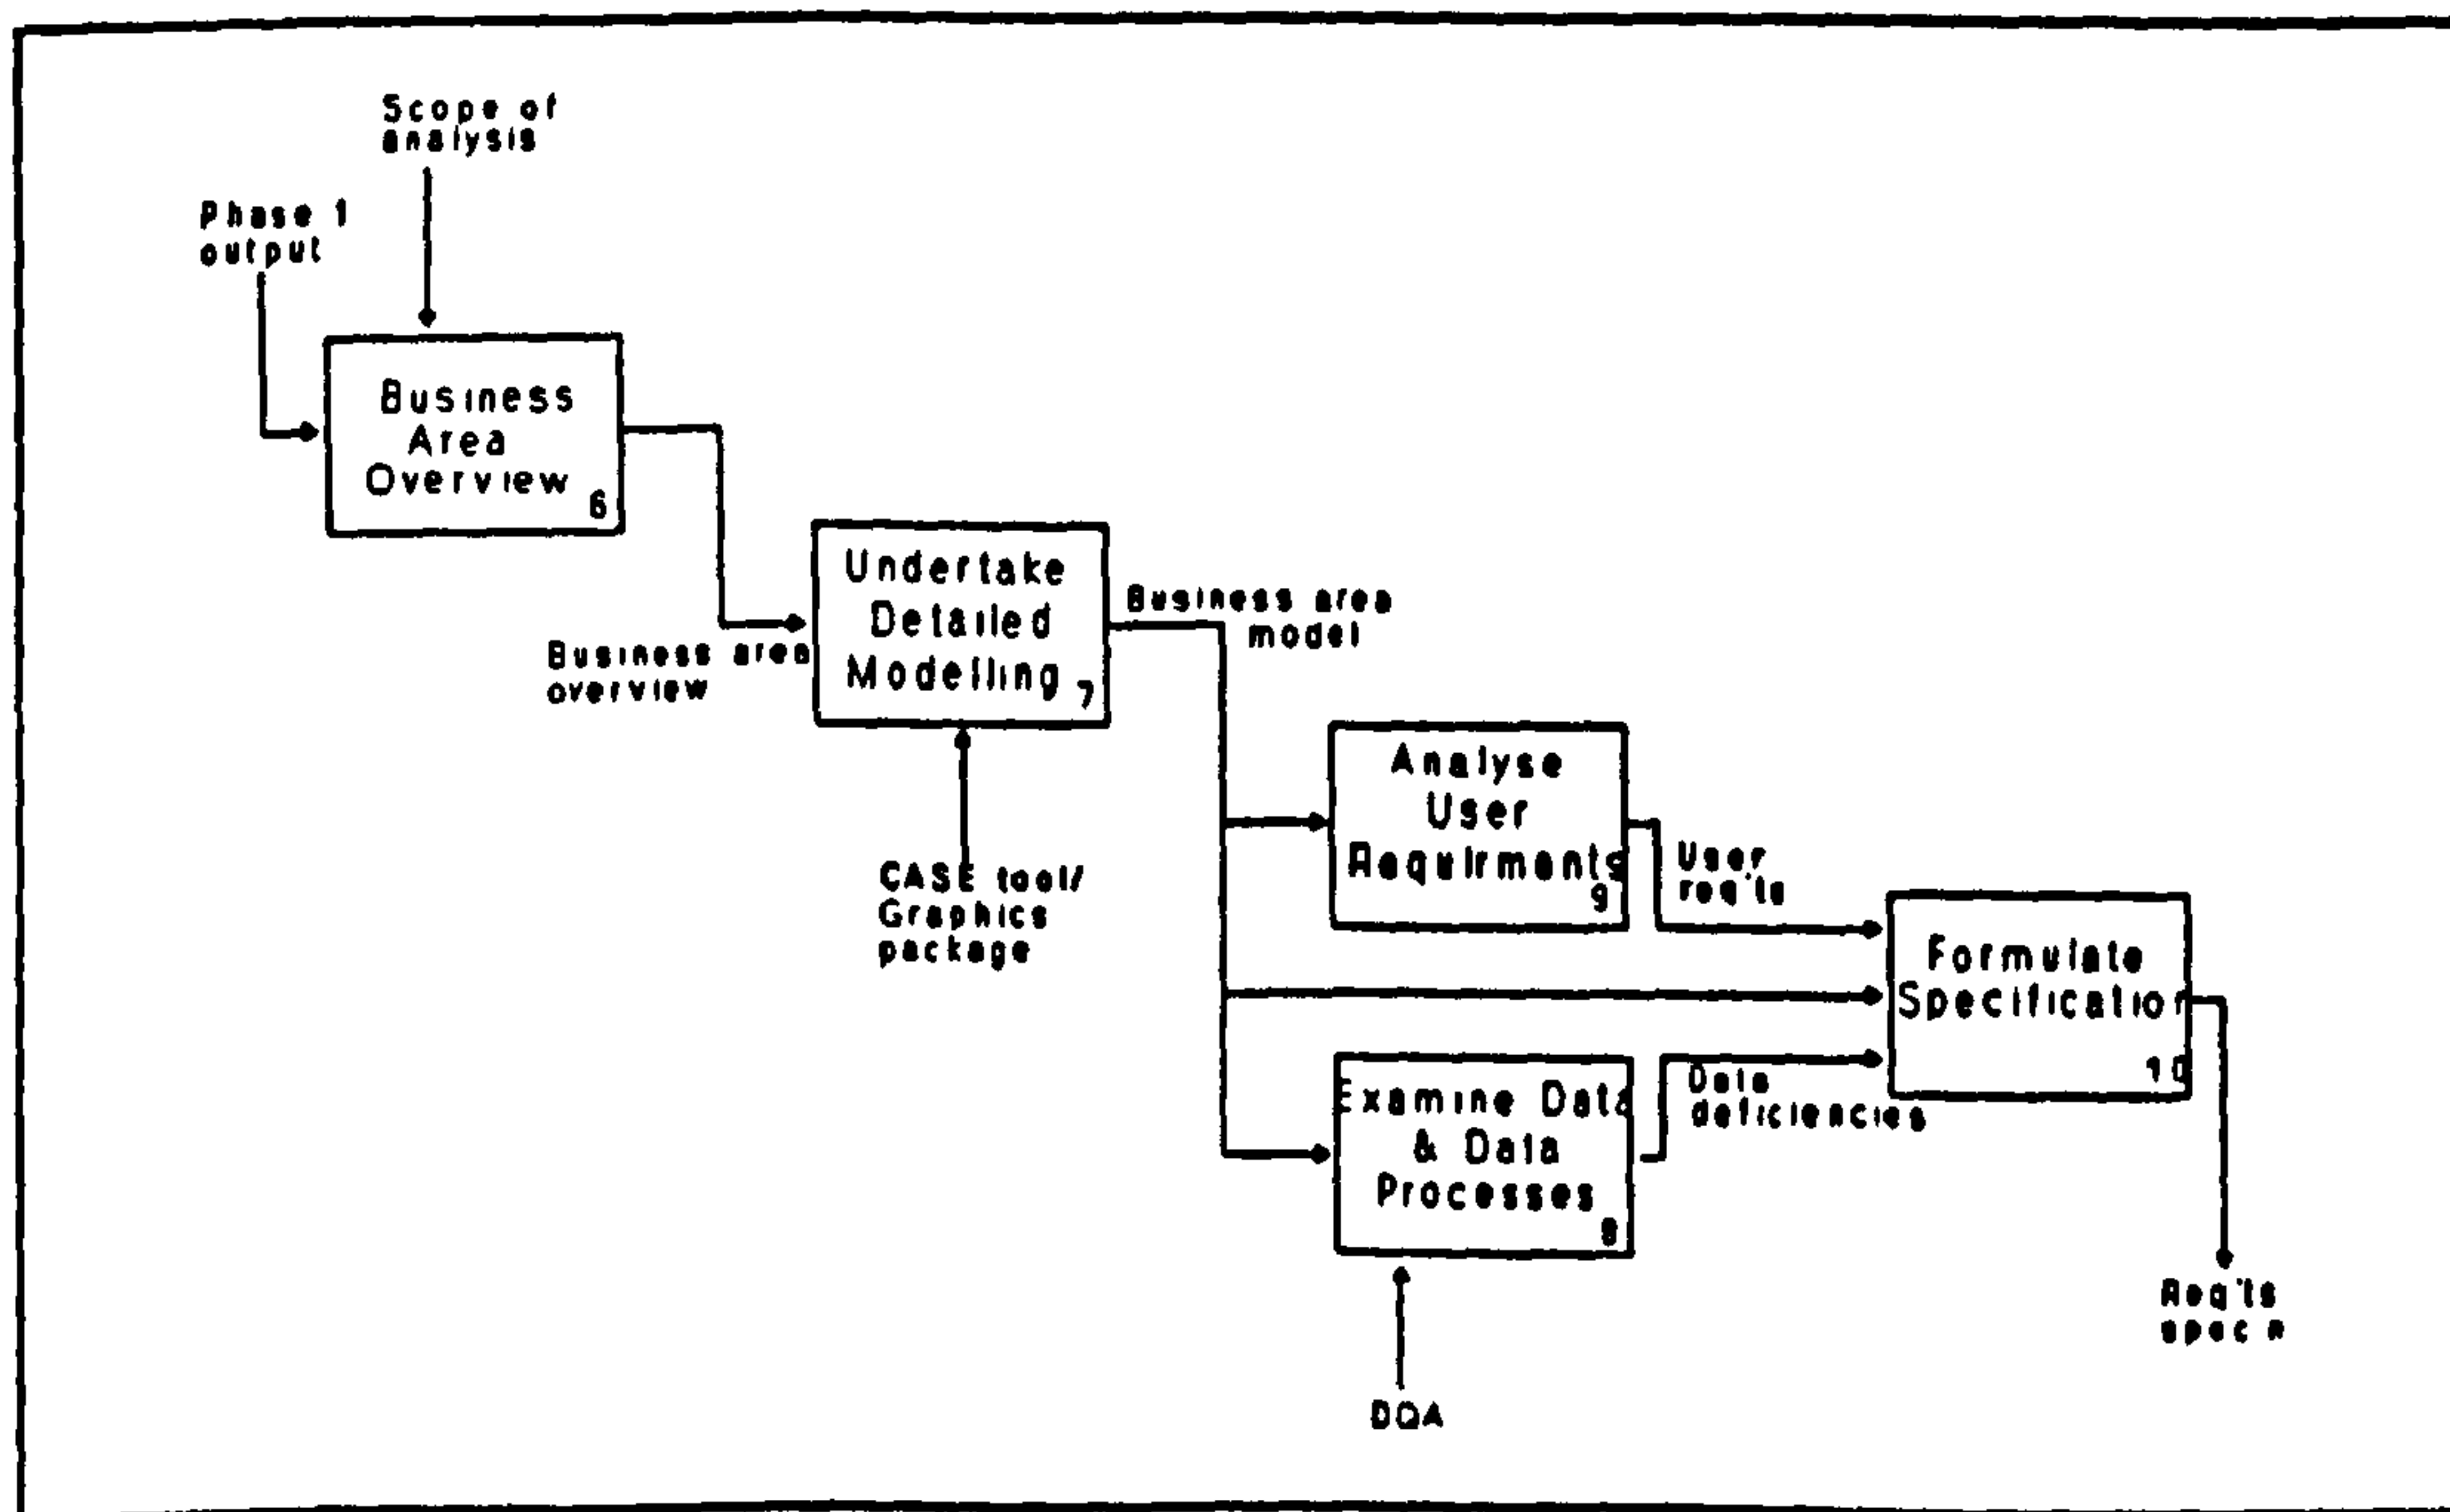 Scope of
analysis
Phase 1
output
Business
Area
Overview
6
Business area
overview
Undertake
Detailed
Modelling
7
Business area
model
CASE tool/
Graphics
package
Analyse
User
Requirments
9
User
req'ts
Formulate
Specification
10
Examine Data
& Data
Processes
8
Data
deficiencies
DQA
Req'ts
spec'n